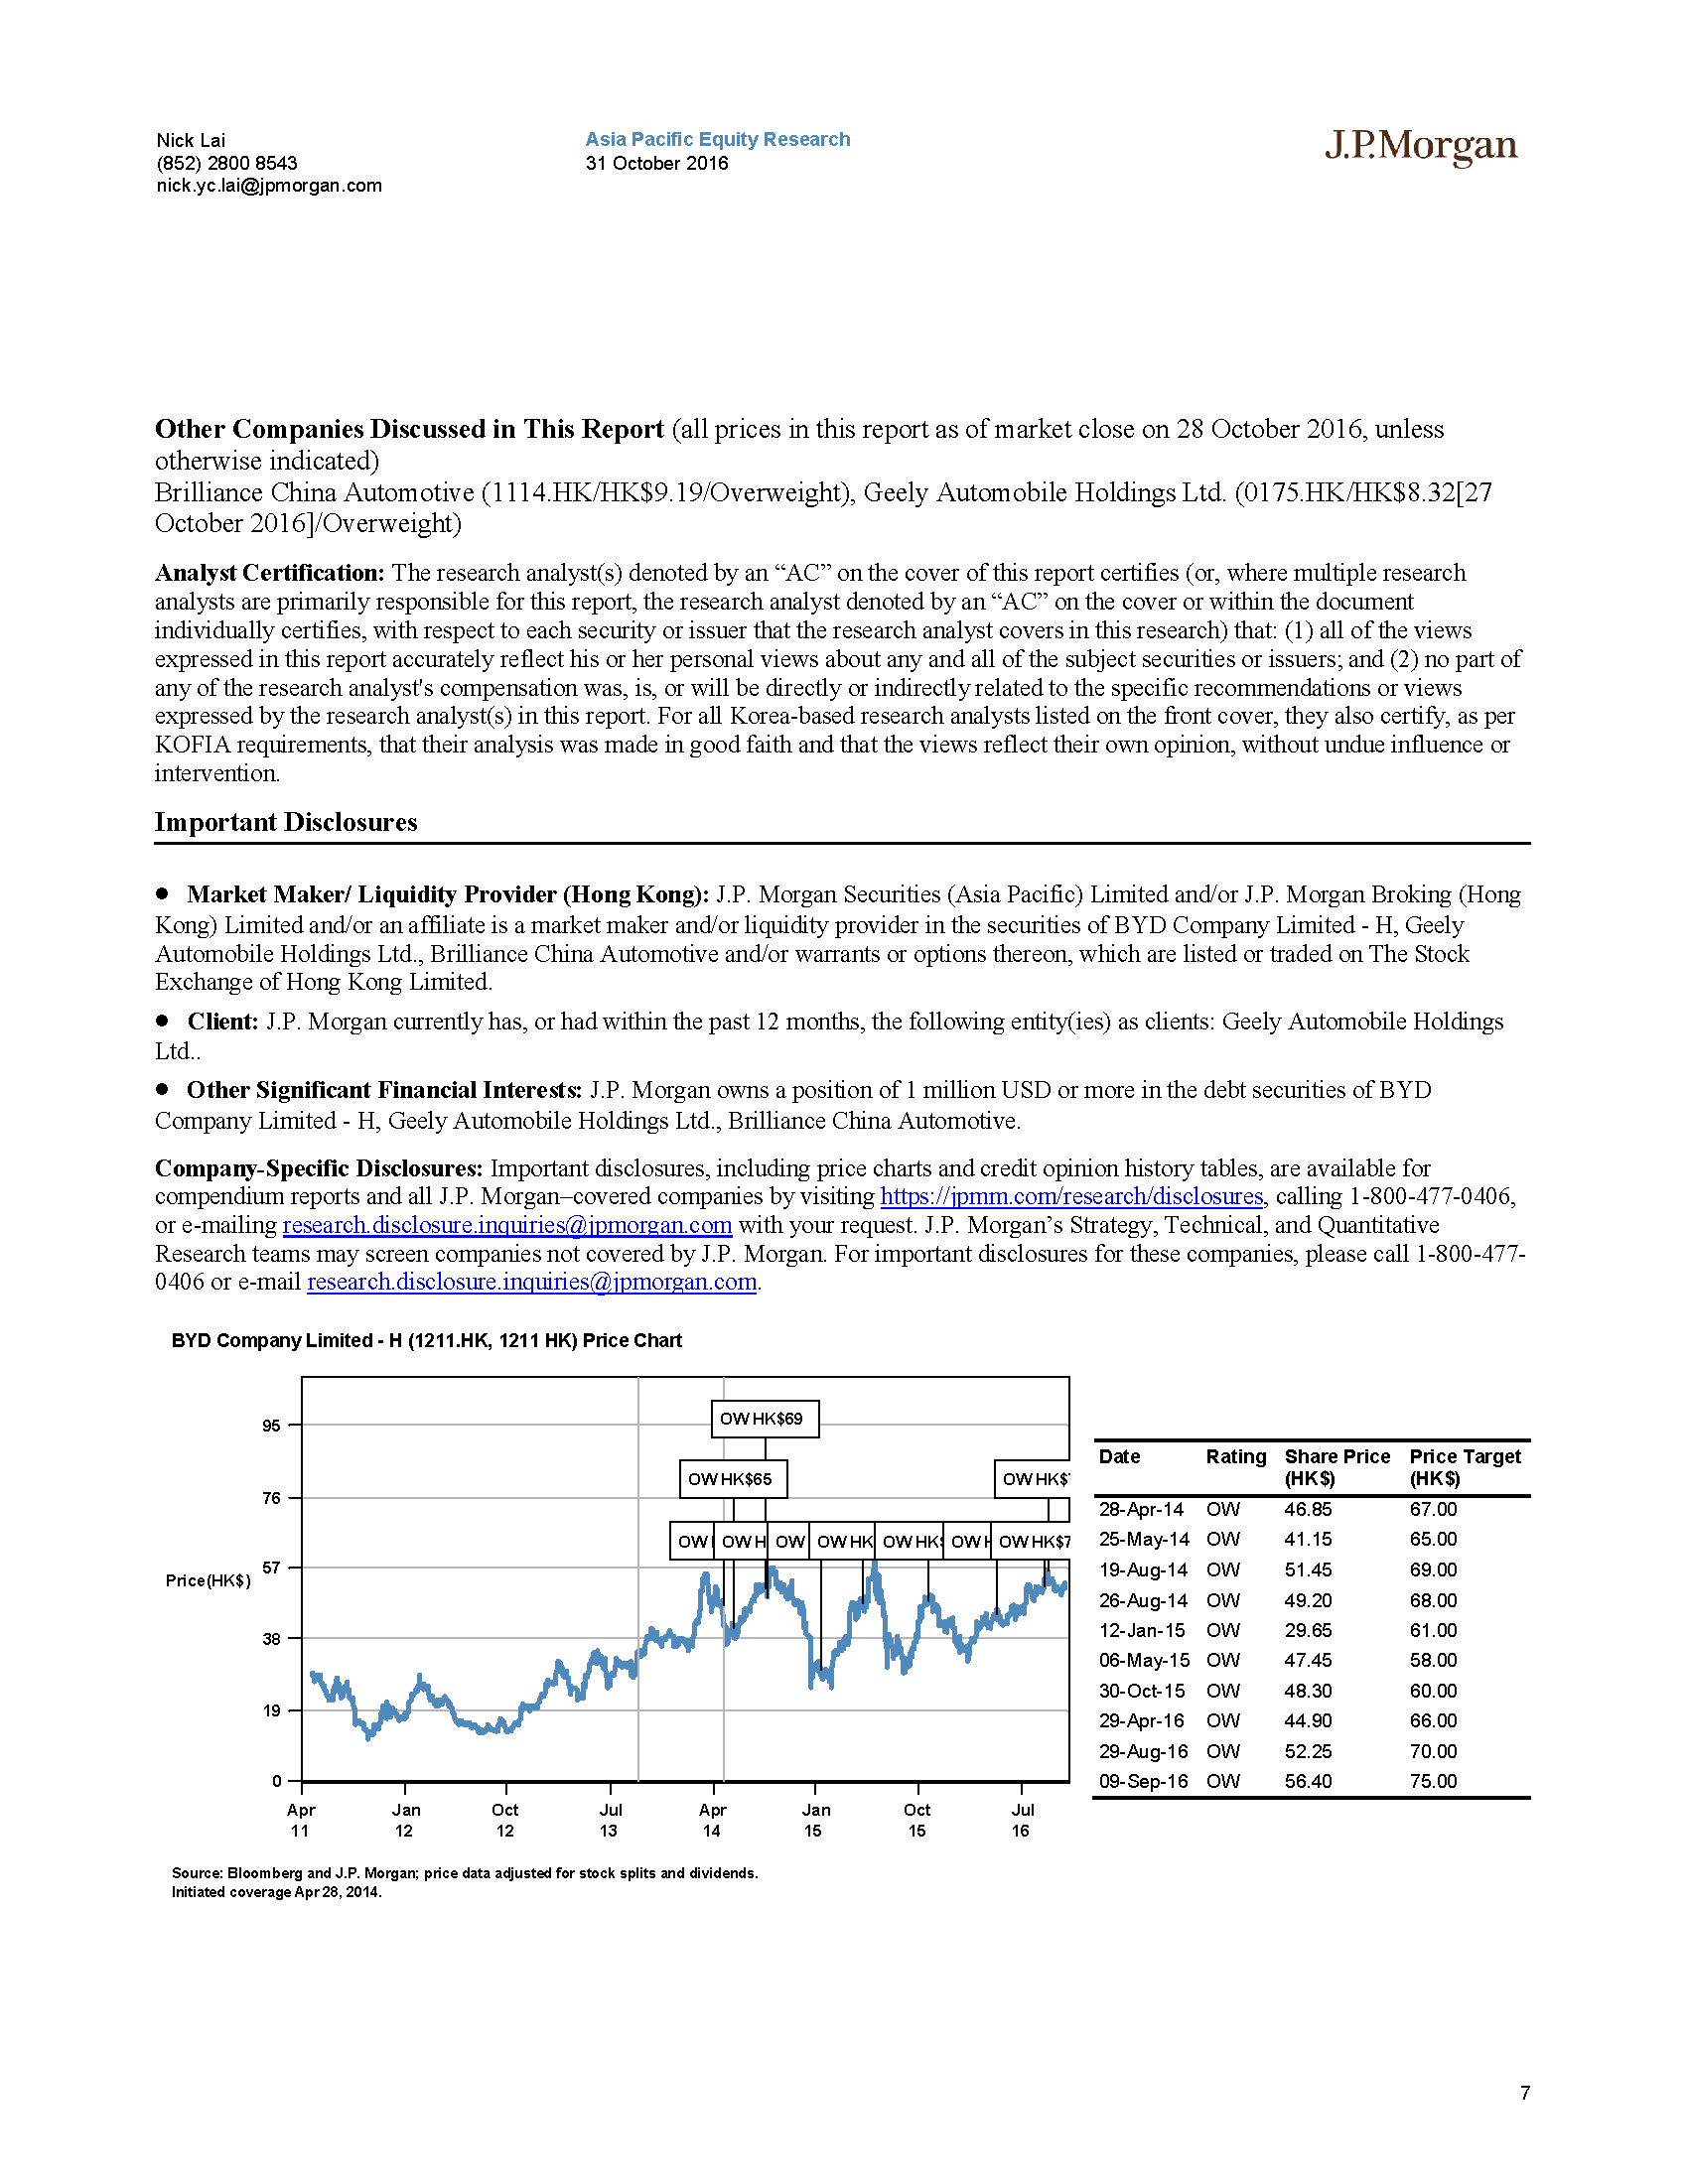 Nick Lai
(852) 2800 8543
nick.yc.lai@jpmorgan.com
Asia Pacific Equity Research
31 October 2016
J.P.Morgan
Other Companies Discussed in This Report (all prices in this report as of market close on 28 October 2016, unless
otherwise indicated)
Brilliance China Automotive (1114.HK/HK$9.19/Overweight), Geely Automobile Holdings Ltd. (0175.HK/HK$8.32[27
October 2016]/Overweight)
Analyst Certification: The research analyst(s) denoted by an “AC” on the cover of this report certifies (or, where multiple research
analysts are primarily responsible for this report, the research analyst denoted by an “AC” on the cover or within the document
individually certifies, with respect to each security or issuer that the research analyst covers in this research) that: (1) all of the views
expressed in this report accurately reflect his or her personal views about any and all of the subject securities or issuers; and (2) no part of
any of the research analyst's compensation was, is, or will be directly or indirectly related to the specific recommendations or views
expressed by the research analyst(s) in this report. For all Korea-based research analysts listed on the front cover, they also certify, as per
KOFIA requirements, that their analysis was made in good faith and that the views reflect their own opinion, without undue influence or
intervention.
Important Disclosures
● Market Maker/ Liquidity Provider (Hong Kong): J.P. Morgan Securities (Asia Pacific) Limited and/or J.P. Morgan Broking (Hong
Kong) Limited and/or an affiliate is a market maker and/or liquidity provider in the securities of BYD Company Limited - H, Geely
Automobile Holdings Ltd., Brilliance China Automotive and/or warrants or options thereon, which are listed or traded on The Stock
Exchange of Hong Kong Limited.
● Client: J.P. Morgan currently has, or had within the past 12 months, the following entity(ies) as clients: Geely Automobile Holdings
Ltd..
● Other Significant Financial Interests: J.P. Morgan owns a position of 1 million USD or more in the debt securities of BYD
Company Limited - H, Geely Automobile Holdings Ltd., Brilliance China Automotive.
Company-Specific Disclosures: Important disclosures, including price charts and credit opinion history tables, are available for
compendium reports and all J.P. Morgan–covered companies by visiting https://jpmm.com/research/disclosures, calling 1-800-477-0406,
or e-mailing research.disclosure.inquiries@jpmorgan.com with your request. J.P. Morgan’s Strategy, Technical, and Quantitative
Research teams may screen companies not covered by J.P. Morgan. For important disclosures for these companies, please call 1-800-477-
0406 or e-mail research.disclosure.inquiries@jpmorgan.com.
BYD Company Limited - H (1211.HK, 1211 HK) Price Chart
95
76
57
38
19
0
Price(HK$)
OW HK$69
OW HK$65
OW HK$
OW OW H OW OW HK OW HK$ OW H OW HK$7
Apr Jan Oct Jul Apr Jan Oct Jul
11 12 12 13 14 15 15 16
Date Rating Share Price Price Target
(HK$) (HK$)
28-Apr-14 OW 46.85 67.00
25-May-14 OW 41.15 65.00
19-Aug-14 OW 51.45 69.00
26-Aug-14 OW 49.20 68.00
12-Jan-15 OW 29.65 61.00
06-May-15 OW 47.45 58.00
30-Oct-15 OW 48.30 60.00
29-Apr-16 OW 44.90 66.00
29-Aug-16 OW 52.25 70.00
09-Sep-16 OW 56.40 75.00
Source: Bloomberg and J.P. Morgan; price data adjusted for stock splits and dividends.
Initiated coverage Apr 28, 2014.
7